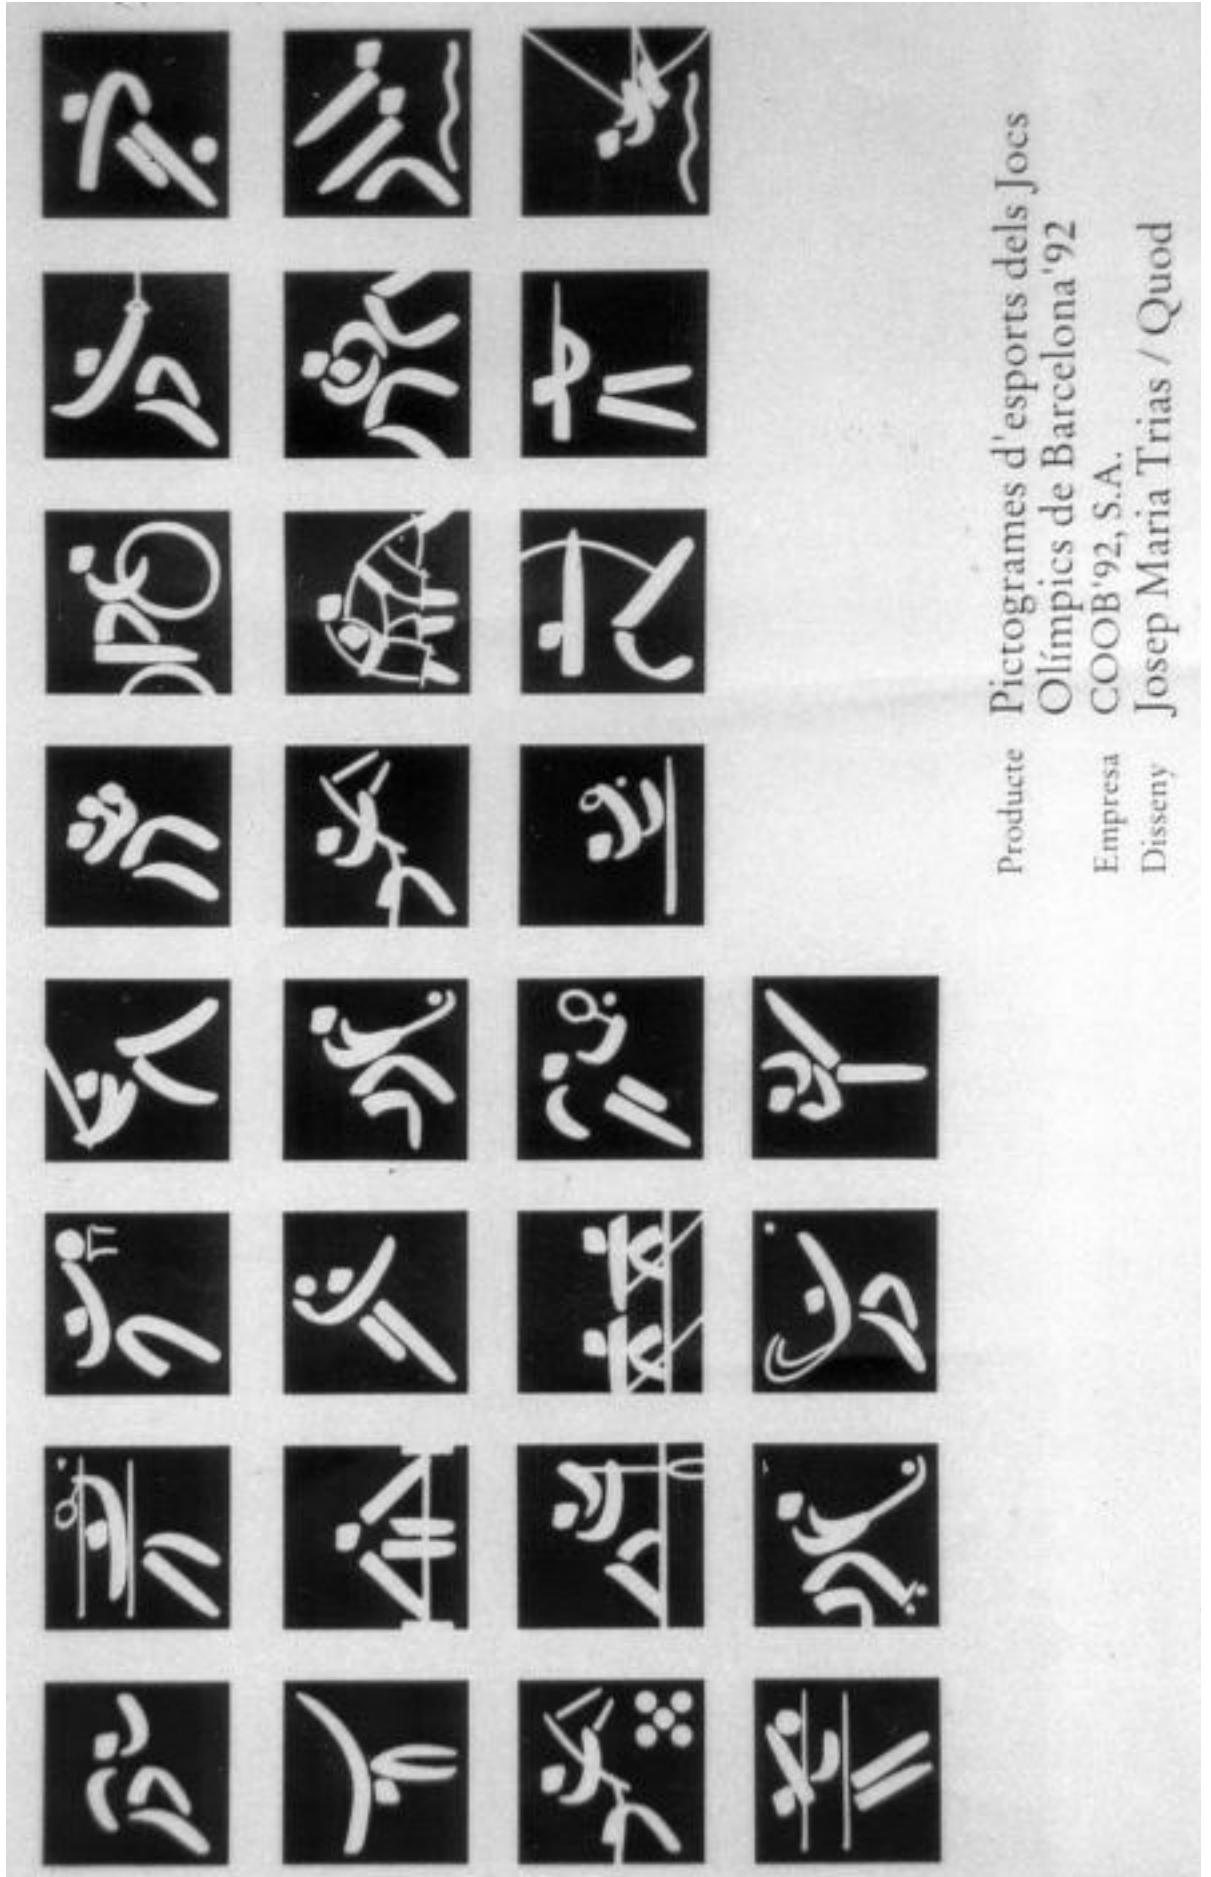 Producte Pictogrames d'esports dels Jocs
Olímpics de Barcelona'92
Empresa COOB'92, S.A.
Disseny Josep Maria Trias / Quod